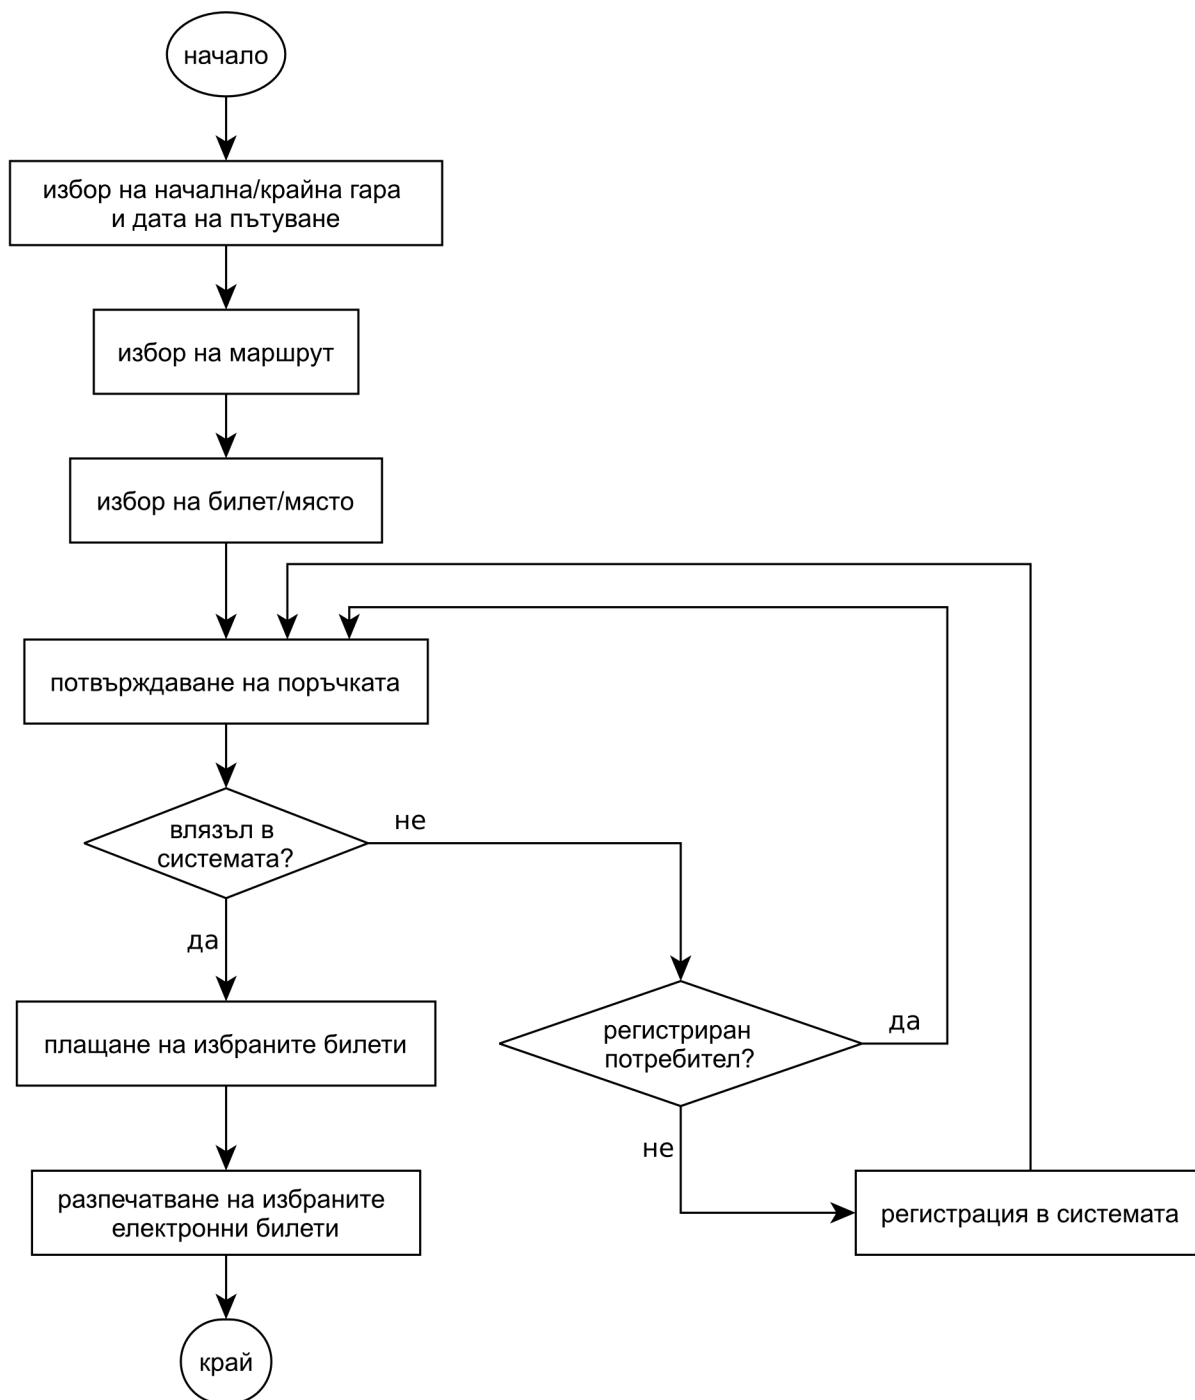 начало
избор на начална/крайна гара
и дата на пътуване
избор на маршрут
избор на билет/място
потвърждаване на поръчката
влязъл в
системата?
не
да
плащане на избраните билети
регистриран
потребител?
да
не
разпечатване на избраните
електронни билети
регистрация в системата
край